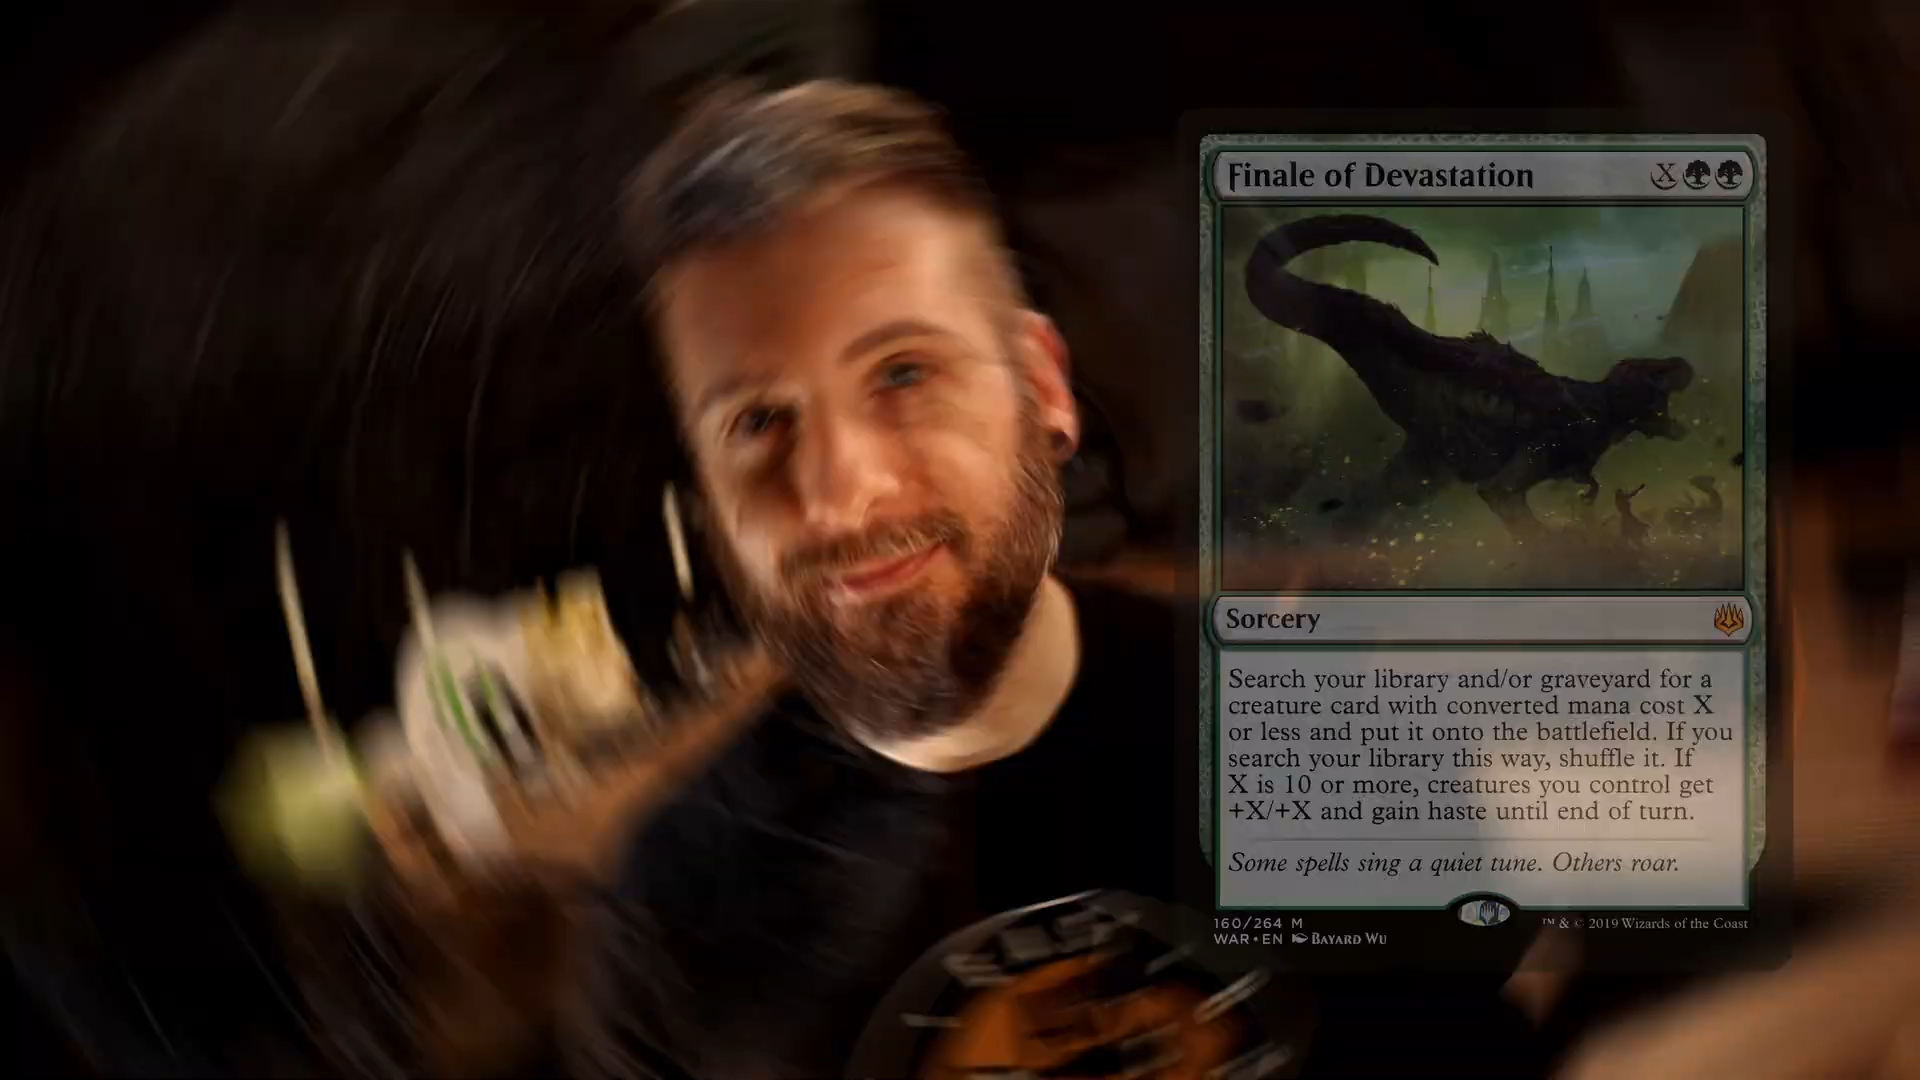 Finale of Devastation X
Sorcery
Search your library and/or graveyard for a
creature card with converted mana cost X
or less and put it onto the battlefield. If you
search your library this way, shuffle it. If
X is 10 or more, creatures you control get
+X/+X and gain haste until end of turn.
Some spells sing a quiet tune. Others roar.
160/264 M
WAR • EN Bayard Wu
™ & © 2019 Wizards of the Coast